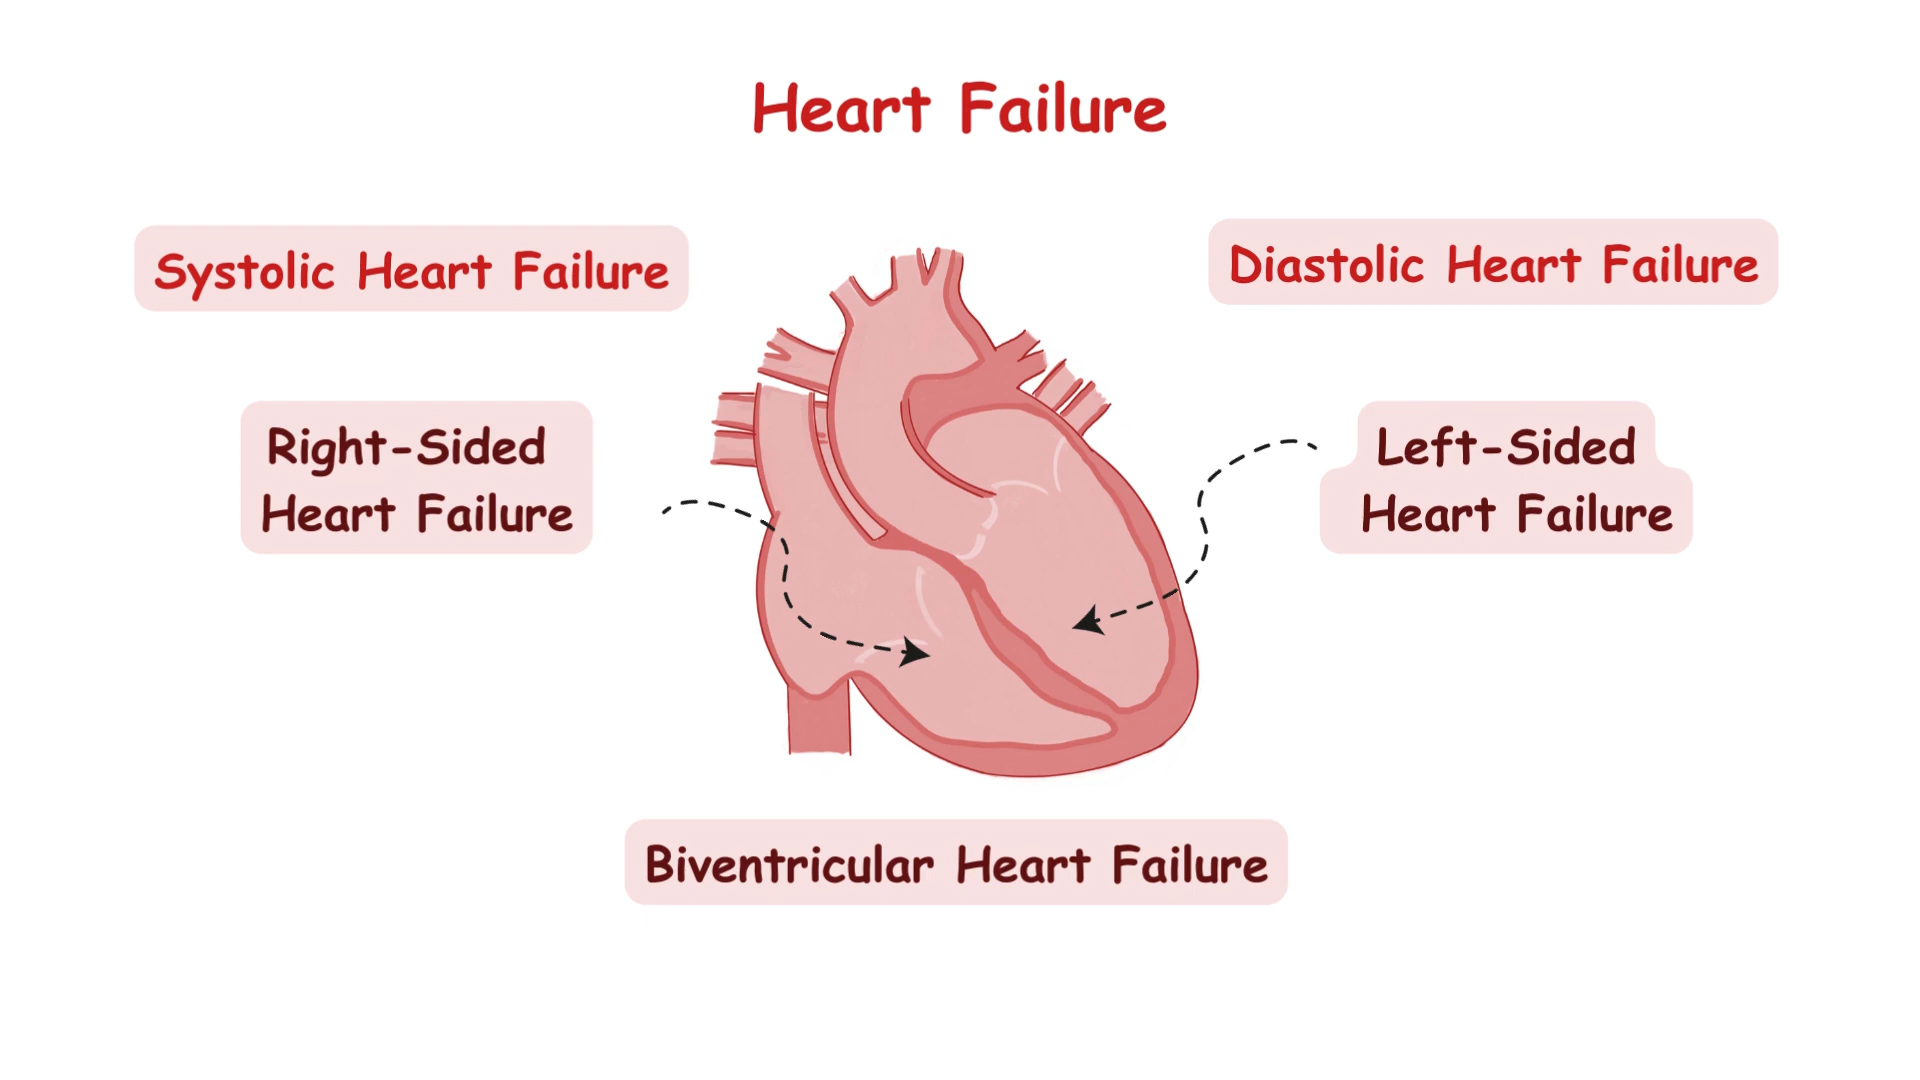 Heart Failure
Systolic Heart Failure
Diastolic Heart Failure
Right-Sided
Heart Failure
Left-Sided
Heart Failure
Biventricular Heart Failure